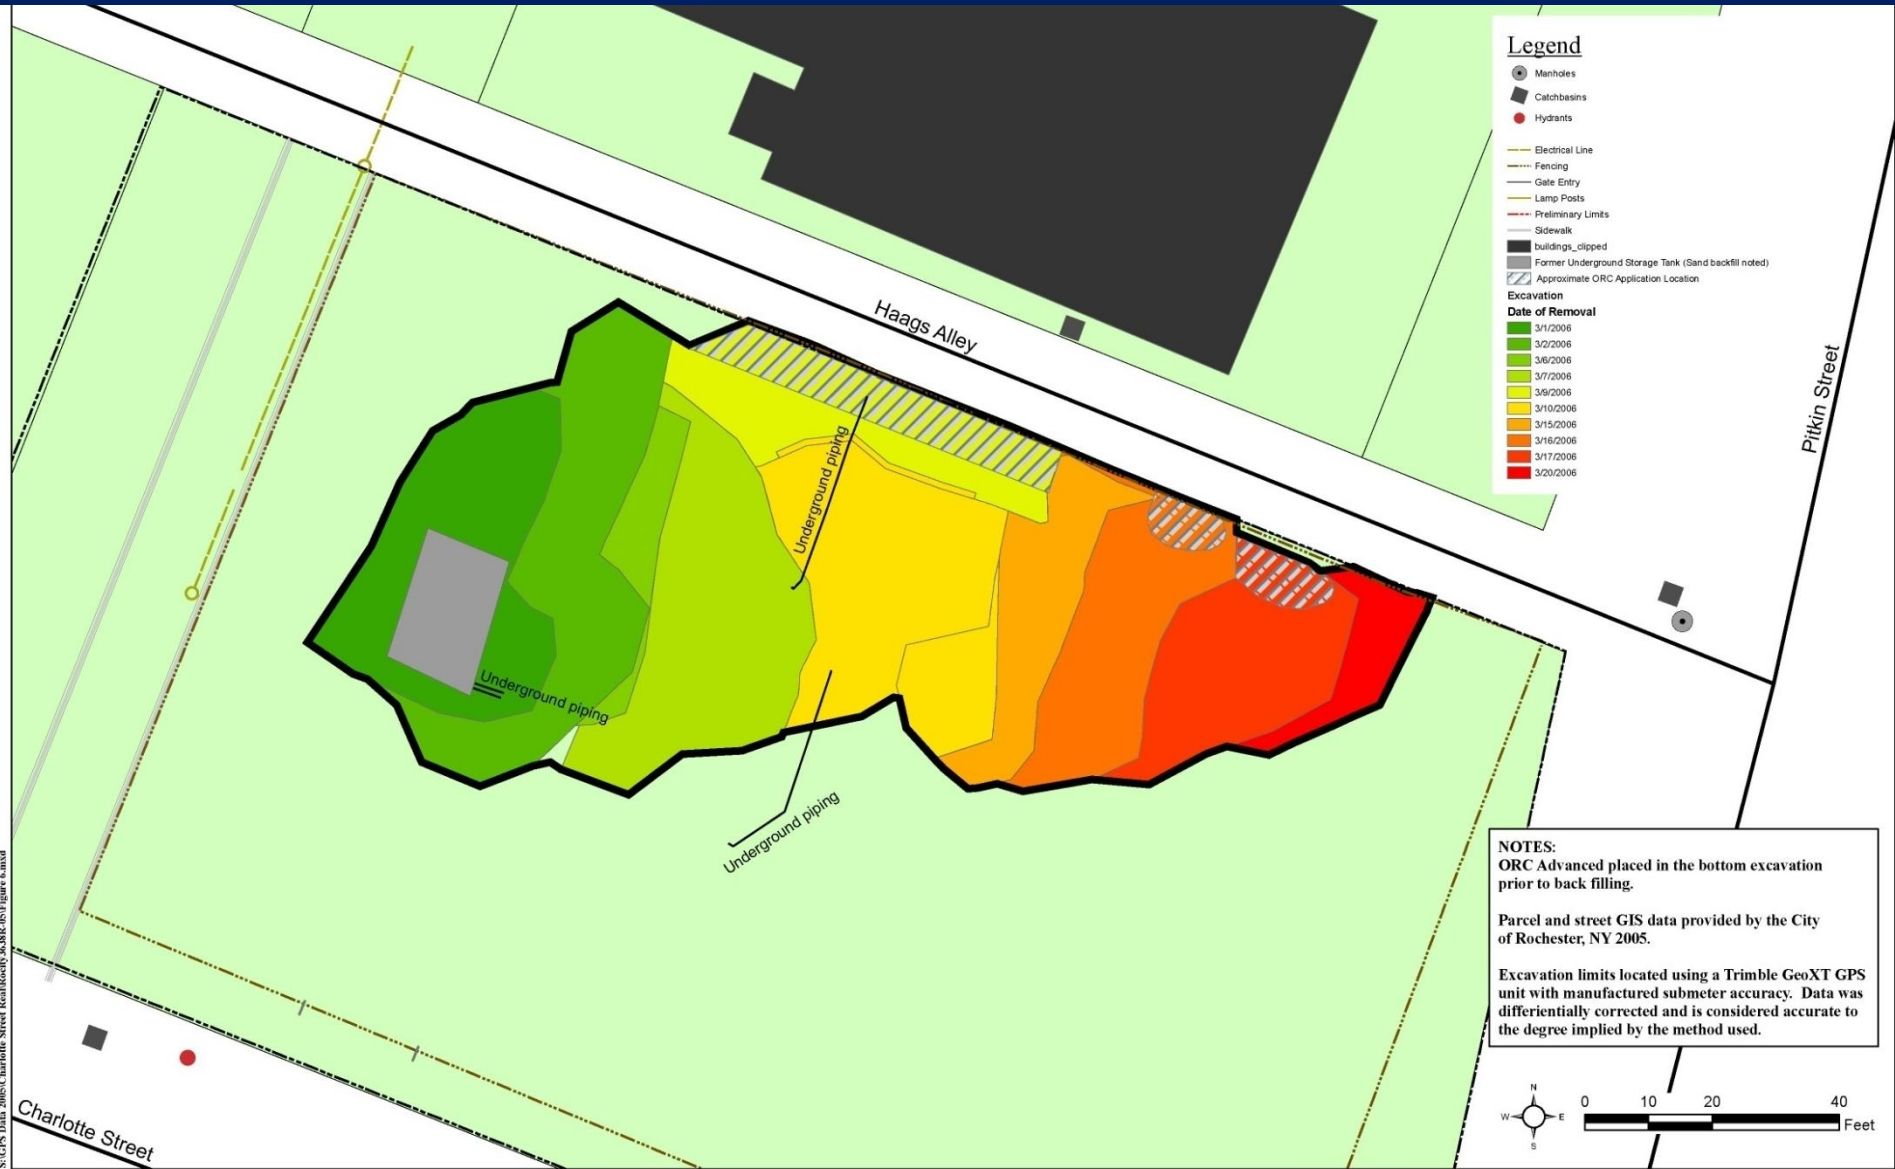 Legend
Manholes
Catchbasins
Hydrants
Electrical Line
Fencing
Gate Entry
Lamp Posts
Preliminary Limits
Sidewalk
buildings_clipped
Former Underground Storage Tank (Sand backfill noted)
Approximate ORC Application Location
Excavation
Date of Removal
3/1/2006
3/2/2006
3/6/2006
3/7/2006
3/9/2006
3/10/2006
3/15/2006
3/16/2006
3/17/2006
3/20/2006
Haags Alley
Pitkin Street
Underground piping
Underground piping
Underground piping
Charlotte Street
NOTES:
ORC Advanced placed in the bottom excavation
prior to back filling.
Parcel and street GIS data provided by the City
of Rochester, NY 2005.
Excavation limits located using a Trimble GeoXT GPS
unit with manufactured submeter accuracy. Data was
differientially corrected and is considered accurate to
the degree implied by the method used.
N
W E
S
0 10 20 40
Feet